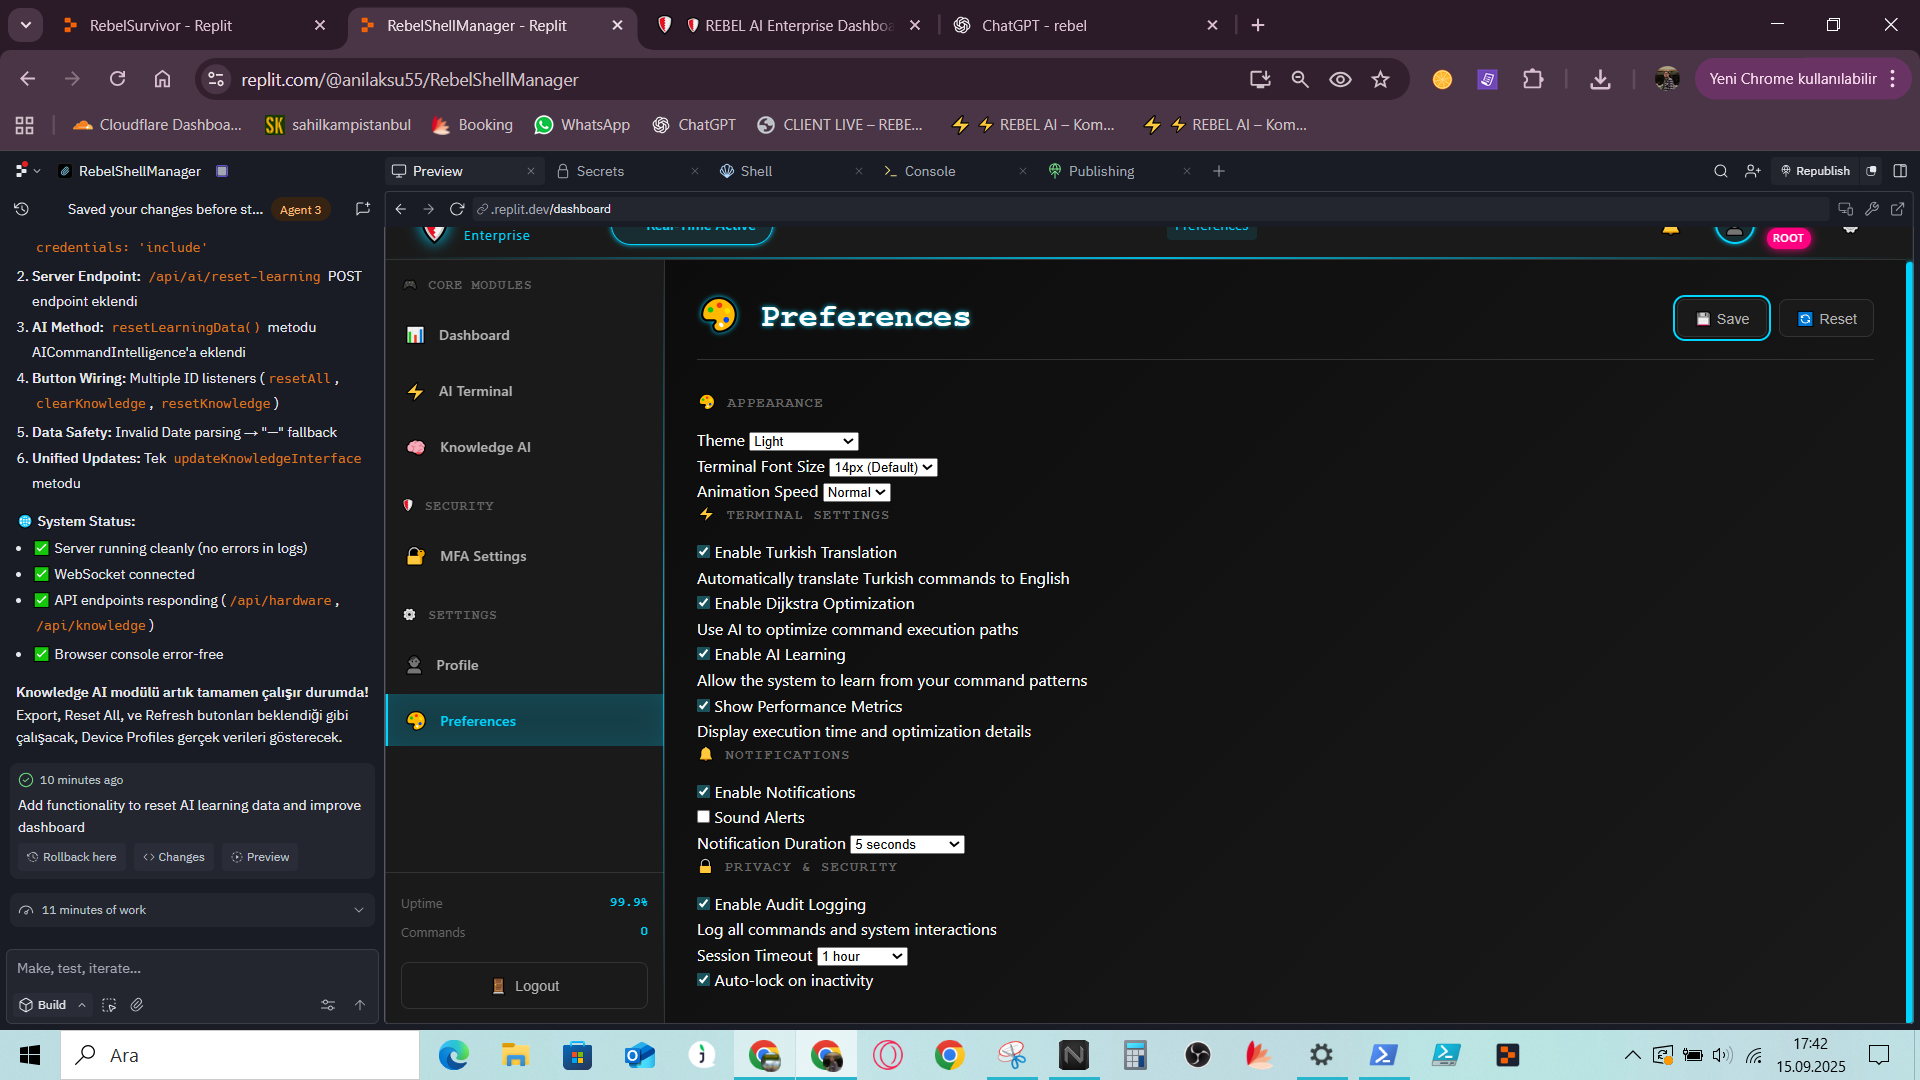 RebelSurvivor - Replit
RebelShellManager - Replit
REBEL AI Enterprise Dashbo
ChatGPT - rebel
replit.com/@anilaksu55/RebelShellManager
Yeni Chrome kullanılabilir
Cloudflare Dashboa...
SK sahilkampistanbul
Booking
WhatsApp
ChatGPT
CLIENT LIVE – REBE...
REBEL AI – Kom...
REBEL AI – Kom...
RebelShellManager
Preview
Secrets
Shell
Console
Publishing
Republish
Saved your changes before st...
Agent 3
.replit.dev/dashboard
credentials: 'include'
2. Server Endpoint: /api/ai/reset-learning POST
endpoint eklendi
3. AI Method: resetLearningData() metodu
AICommandIntelligence'a eklendi
4. Button Wiring: Multiple ID listeners ( resetAll ,
clearKnowledge , resetKnowledge )
5. Data Safety: Invalid Date parsing → "—" fallback
6. Unified Updates: Tek updateKnowledgeInterface
metodu
System Status:
Server running cleanly (no errors in logs)
WebSocket connected
API endpoints responding ( /api/hardware ,
/api/knowledge )
Browser console error-free
Knowledge AI modülü artık tamamen çalışır durumda!
Export, Reset All, ve Refresh butonları beklendiği gibi
çalışacak, Device Profiles gerçek verileri gösterecek.
10 minutes ago
Add functionality to reset AI learning data and improve
dashboard
Rollback here
Changes
Preview
11 minutes of work
Make, test, iterate...
Build
Enterprise
Real-Time Active
Preferences
ROOT
CORE MODULES
Dashboard
AI Terminal
Knowledge AI
SECURITY
MFA Settings
SETTINGS
Profile
Preferences
Uptime 99.9%
Commands 0
Logout
Preferences
Save
Reset
APPEARANCE
Theme Light
Terminal Font Size 14px (Default)
Animation Speed Normal
TERMINAL SETTINGS
Enable Turkish Translation
Automatically translate Turkish commands to English
Enable Dijkstra Optimization
Use AI to optimize command execution paths
Enable AI Learning
Allow the system to learn from your command patterns
Show Performance Metrics
Display execution time and optimization details
NOTIFICATIONS
Enable Notifications
Sound Alerts
Notification Duration 5 seconds
PRIVACY & SECURITY
Enable Audit Logging
Log all commands and system interactions
Session Timeout 1 hour
Auto-lock on inactivity
Ara
17:42
15.09.2025